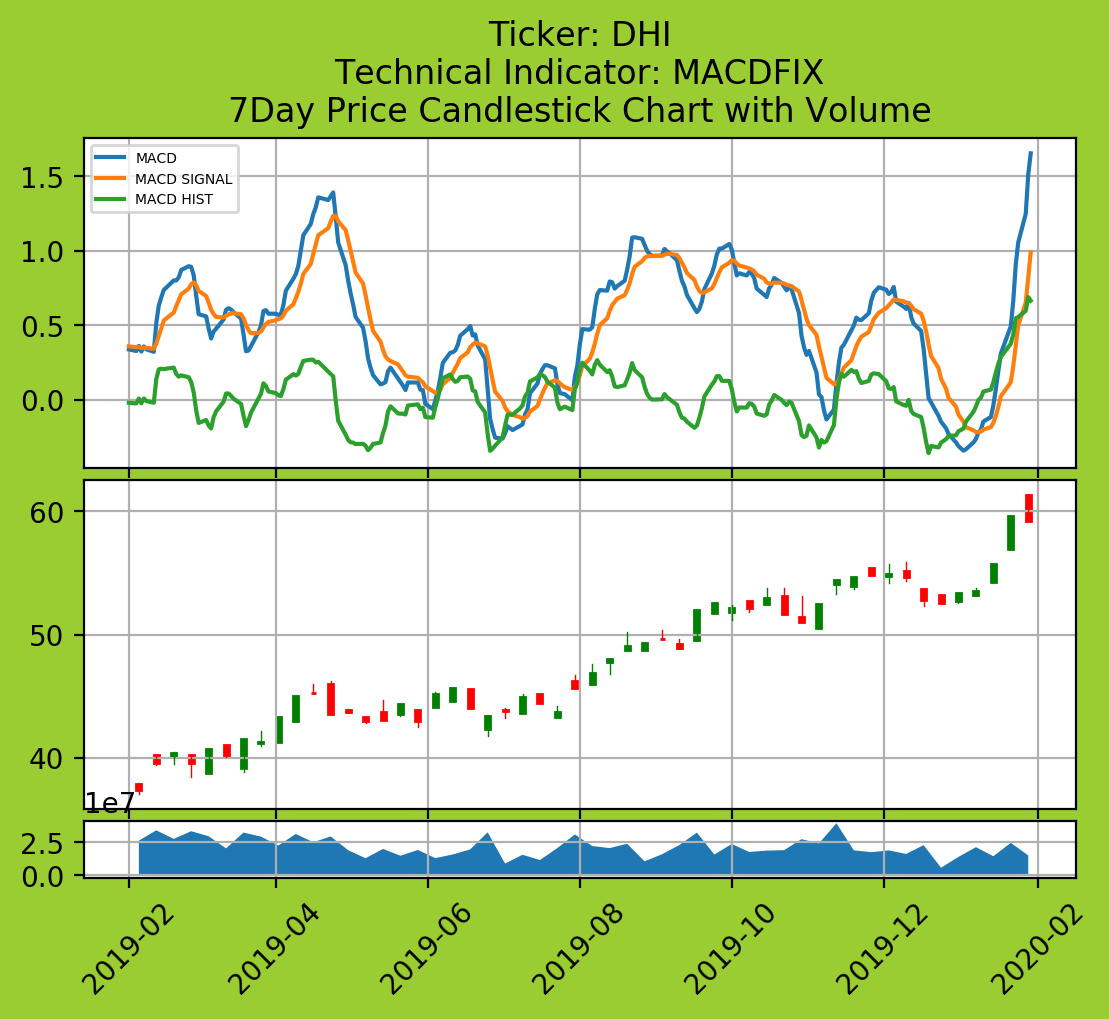 Ticker: DHI
Technical Indicator: MACDFIX
7Day Price Candlestick Chart with Volume
MACD
MACD SIGNAL
MACD HIST
1.5
1.0
0.5
0.0
60
50
40
1e7
2.5
0.0
2019-02
2019-04
2019-06
2019-08
2019-10
2019-12
2020-02